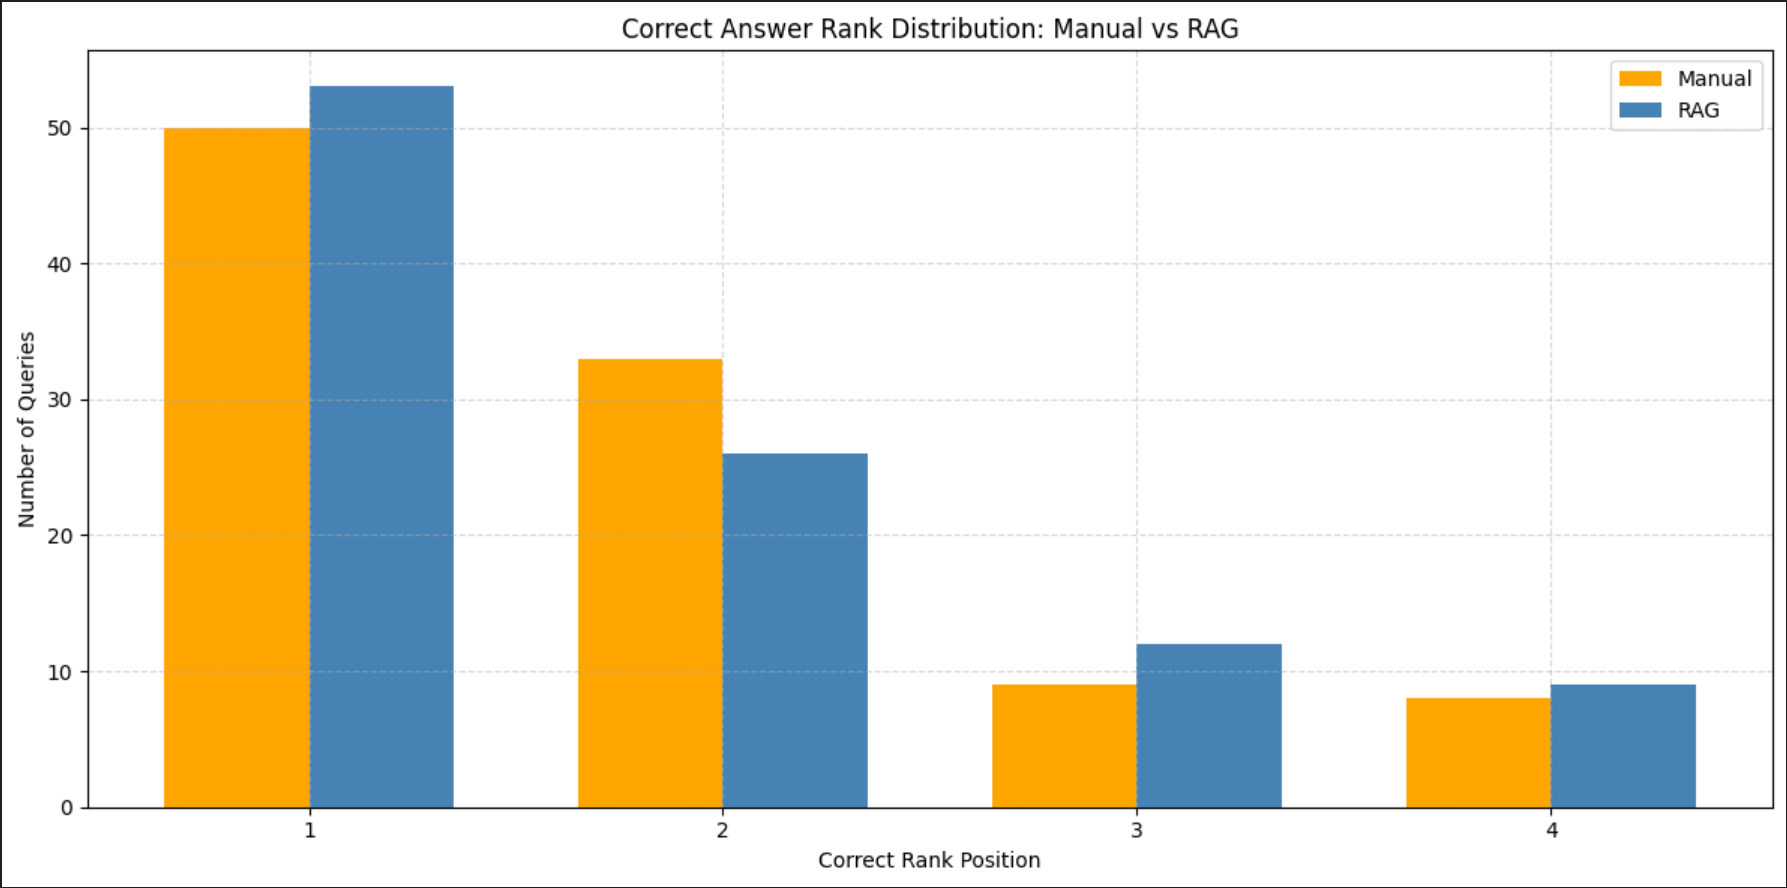 Correct Answer Rank Distribution: Manual vs RAG
Manual
RAG
50
40
30
20
10
0
Number of Queries
1 2 3 4
Correct Rank Position